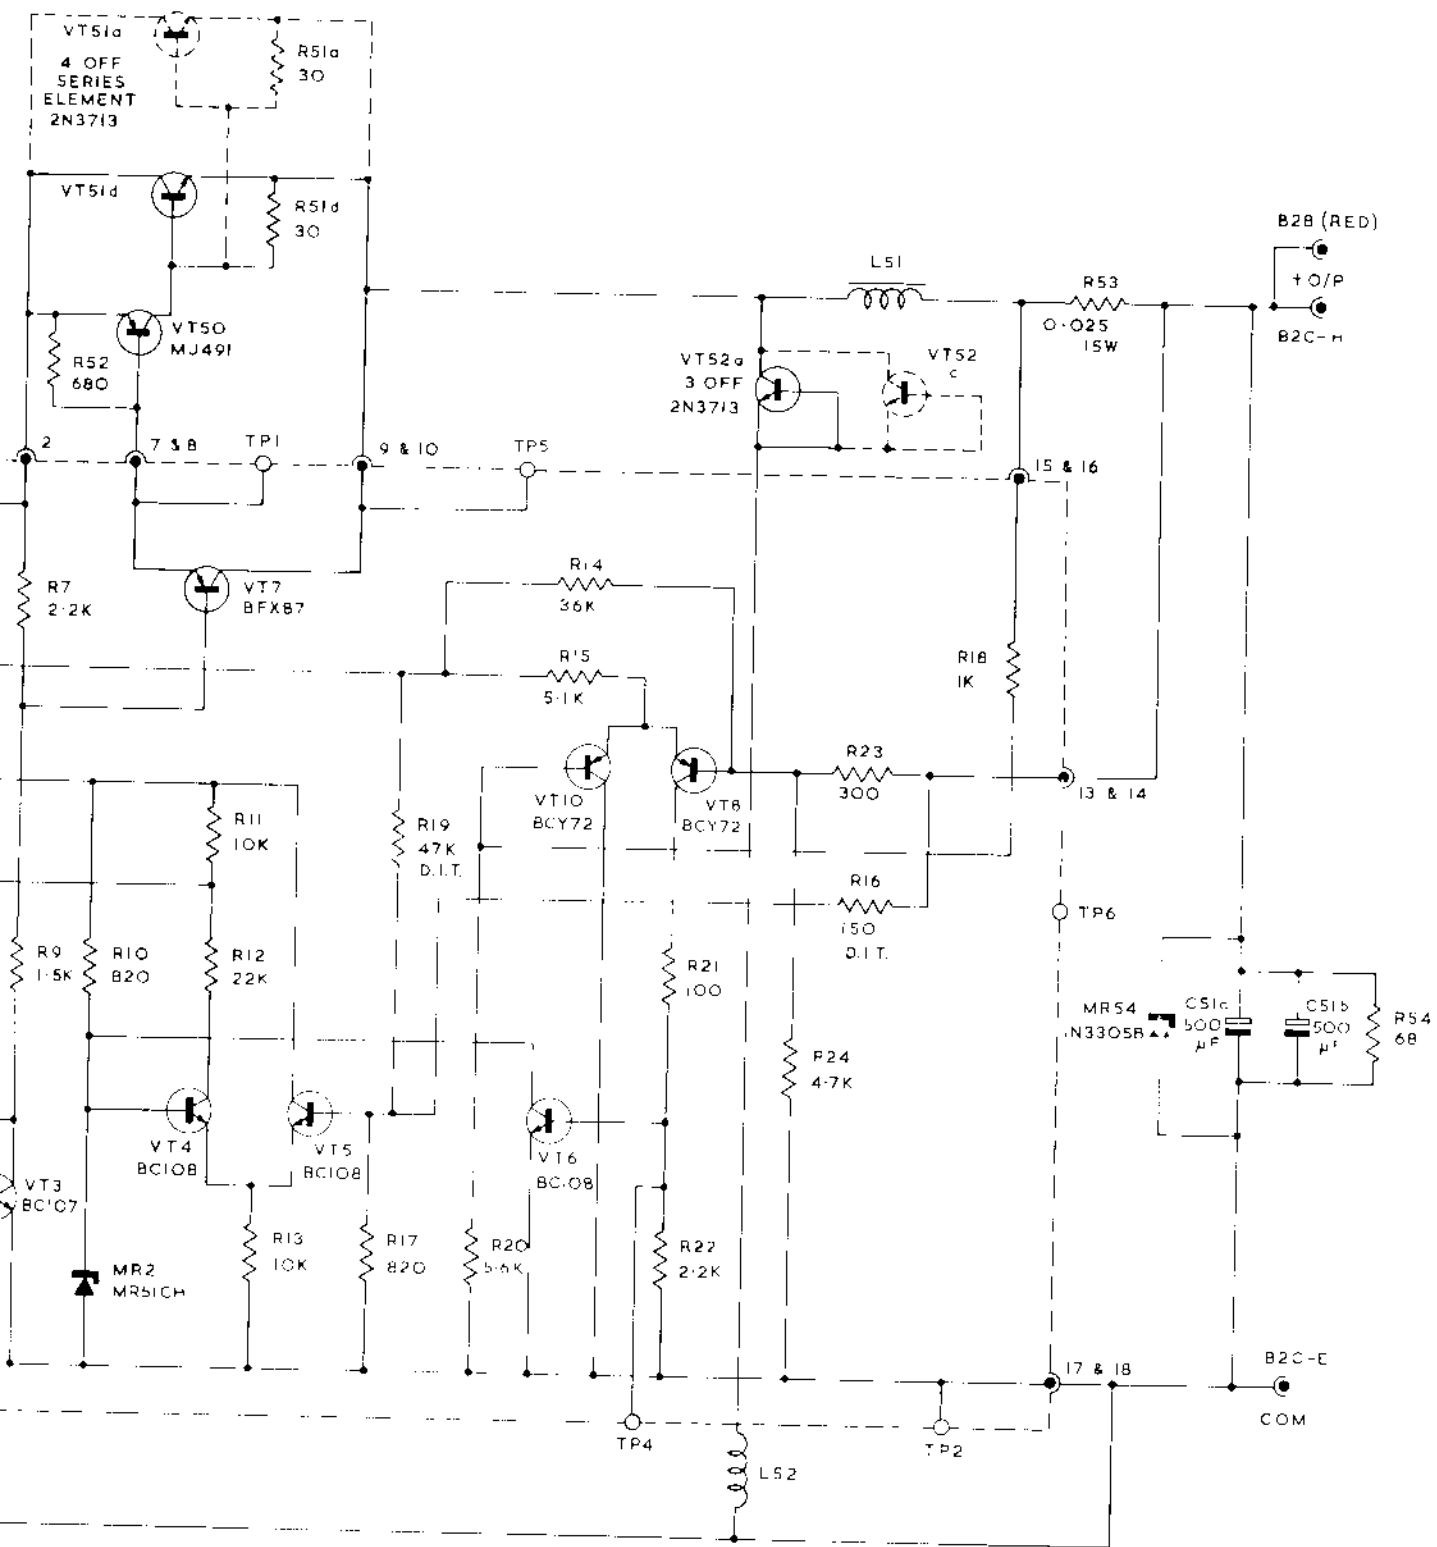 VT51a
4 OFF
SERIES
ELEMENT
2N3713
R51a
30
VT51d
R51d
30
VT50
MJ491
R52
680
2
7 & 8
TP1
9 & 10
TP5
L51
R53
0·025
15W
B2B (RED)
+ O/P
B2C-H
VT52a
3 OFF
2N3713
VT52
c
15 & 16
R7
2·2K
VT7
BFX87
R14
36K
R15
5·1K
R18
1K
VT10
BCY72
VT8
BCY72
R23
300
13 & 14
R11
10K
R19
47K
D.I.T.
R16
150
D.I.T.
TP6
R9
1·5K
R10
820
R12
22K
R21
100
MR54
1N3305B
C51a
500
µF
C51b
500
µF
R54
68
R24
4·7K
VT4
BC108
VT5
BC108
VT6
BC108
VT3
BC107
R13
10K
R17
820
R20
5·6K
R22
2·2K
MR2
MR51CH
17 & 18
B2C-E
COM
TP4
TP2
L52